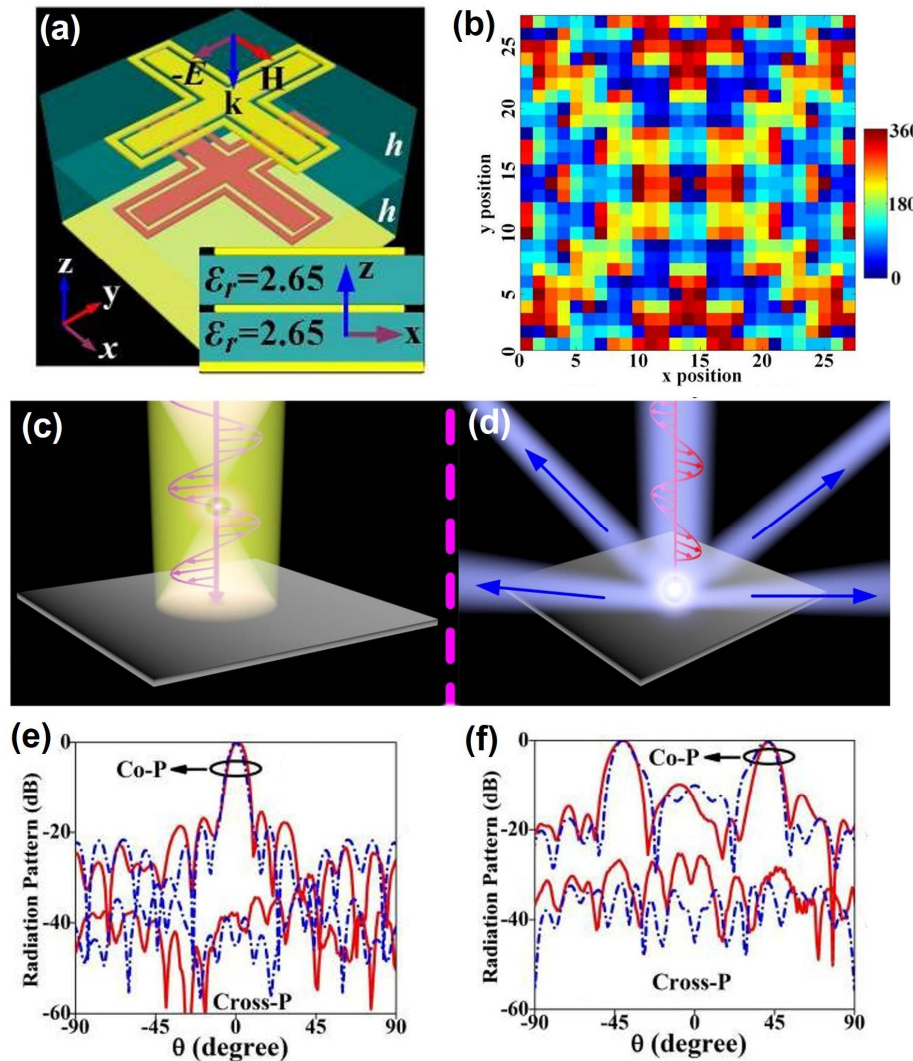 (a)
-E
H
k
h
h
z
y
x
z
εr=2.65
εr=2.65
x
(b)
y position
25
20
15
10
5
0
0 5 10 15 20 25
x position
360
180
0
(c)
(d)
(e)
Radiation Pattern (dB)
0
-20
-40
-60
Co-P
Cross-P
-90 -45 0 45 90
θ (degree)
(f)
Radiation Pattern (dB)
0
-20
-40
-60
Co-P
Cross-P
-90 -45 0 45 90
θ (degree)